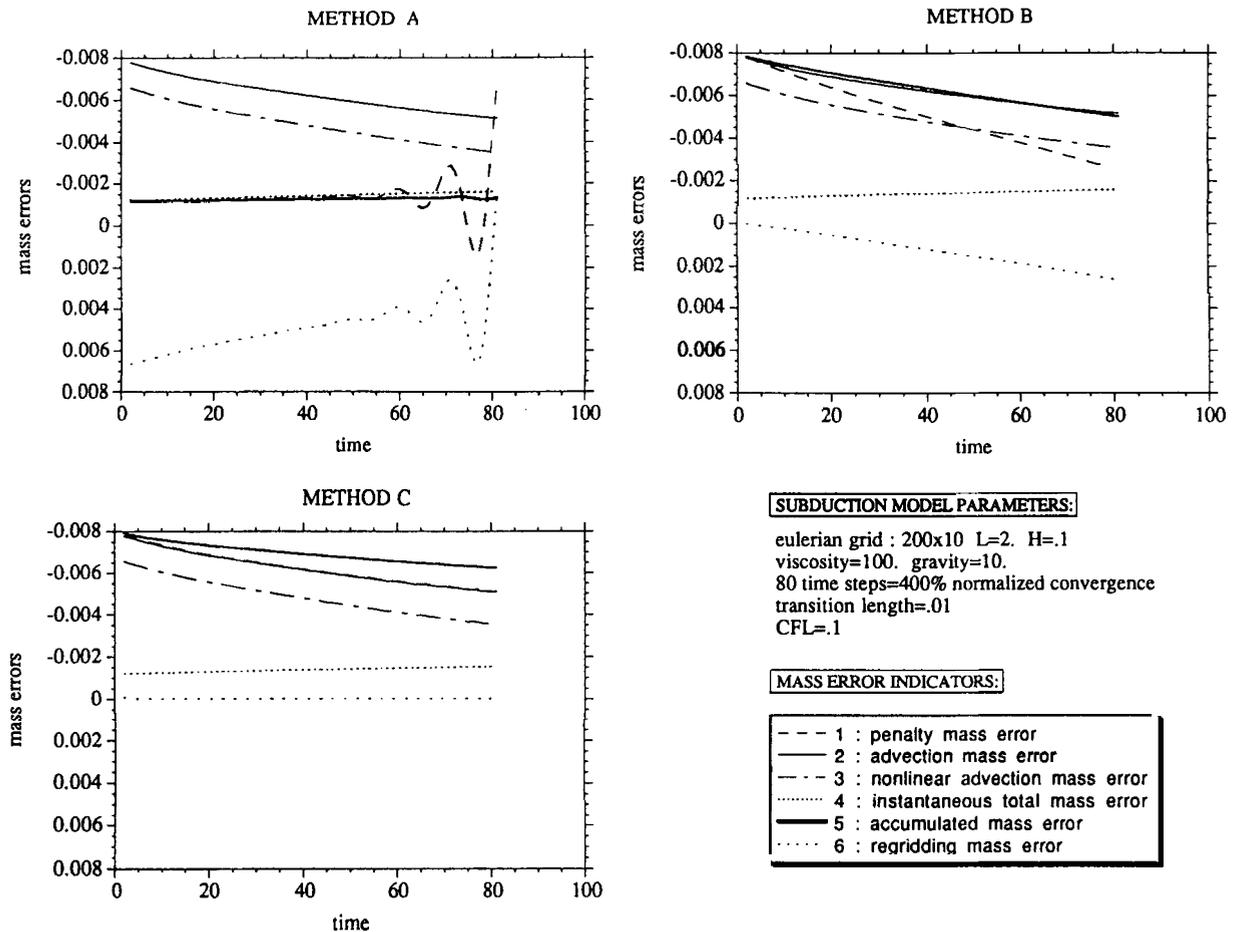 METHOD A
-0.008
-0.006
-0.004
-0.002
0
0.002
0.004
0.006
0.008
mass errors
0 20 40 60 80 100
time
METHOD B
-0.008
-0.006
-0.004
-0.002
0
0.002
0.004
0.006
0.008
mass errors
0 20 40 60 80 100
time
METHOD C
-0.008
-0.006
-0.004
-0.002
0
0.002
0.004
0.006
0.008
mass errors
0 20 40 60 80 100
time
SUBDUCTION MODEL PARAMETERS:
eulerian grid : 200x10 L=2. H=.1
viscosity=100. gravity=10.
80 time steps=400% normalized convergence
transition length=.01
CFL=.1
MASS ERROR INDICATORS:
1 : penalty mass error
2 : advection mass error
3 : nonlinear advection mass error
4 : instantaneous total mass error
5 : accumulated mass error
6 : regridding mass error